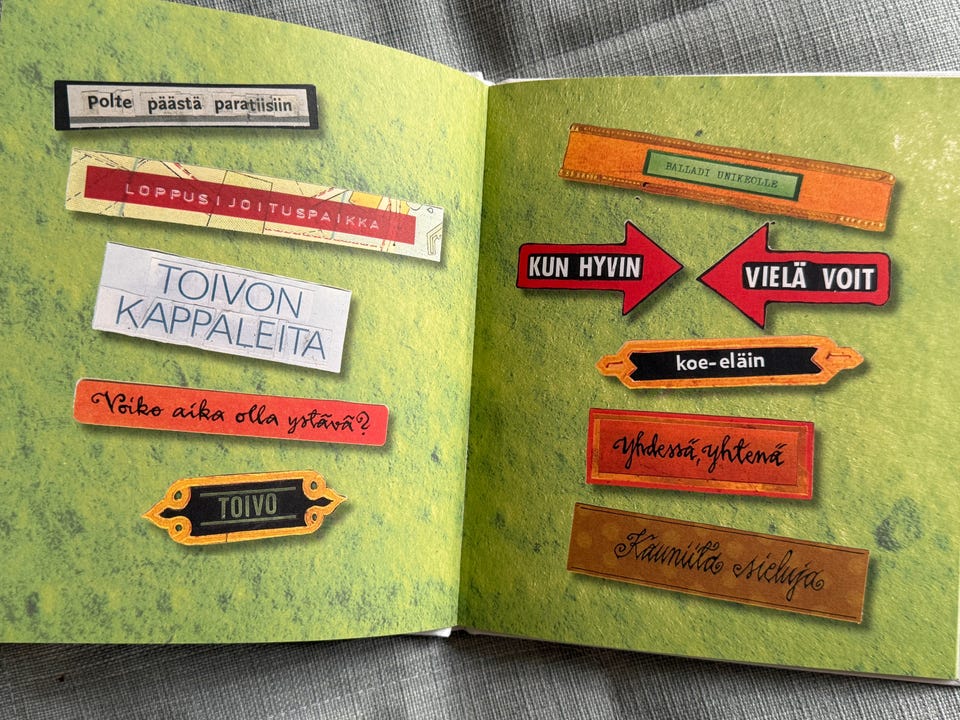 Polte päästä paratiisiin
LOPPUSIJOITUSPAIKKA
TOIVON
KAPPALEITA
Voiko aika olla ystävä?
TOIVO
BALLADI UNIKEOLLE
KUN HYVIN
VIELÄ VOIT
koe-eläin
Yhdessä, yhtenä
Kauniita sieluja